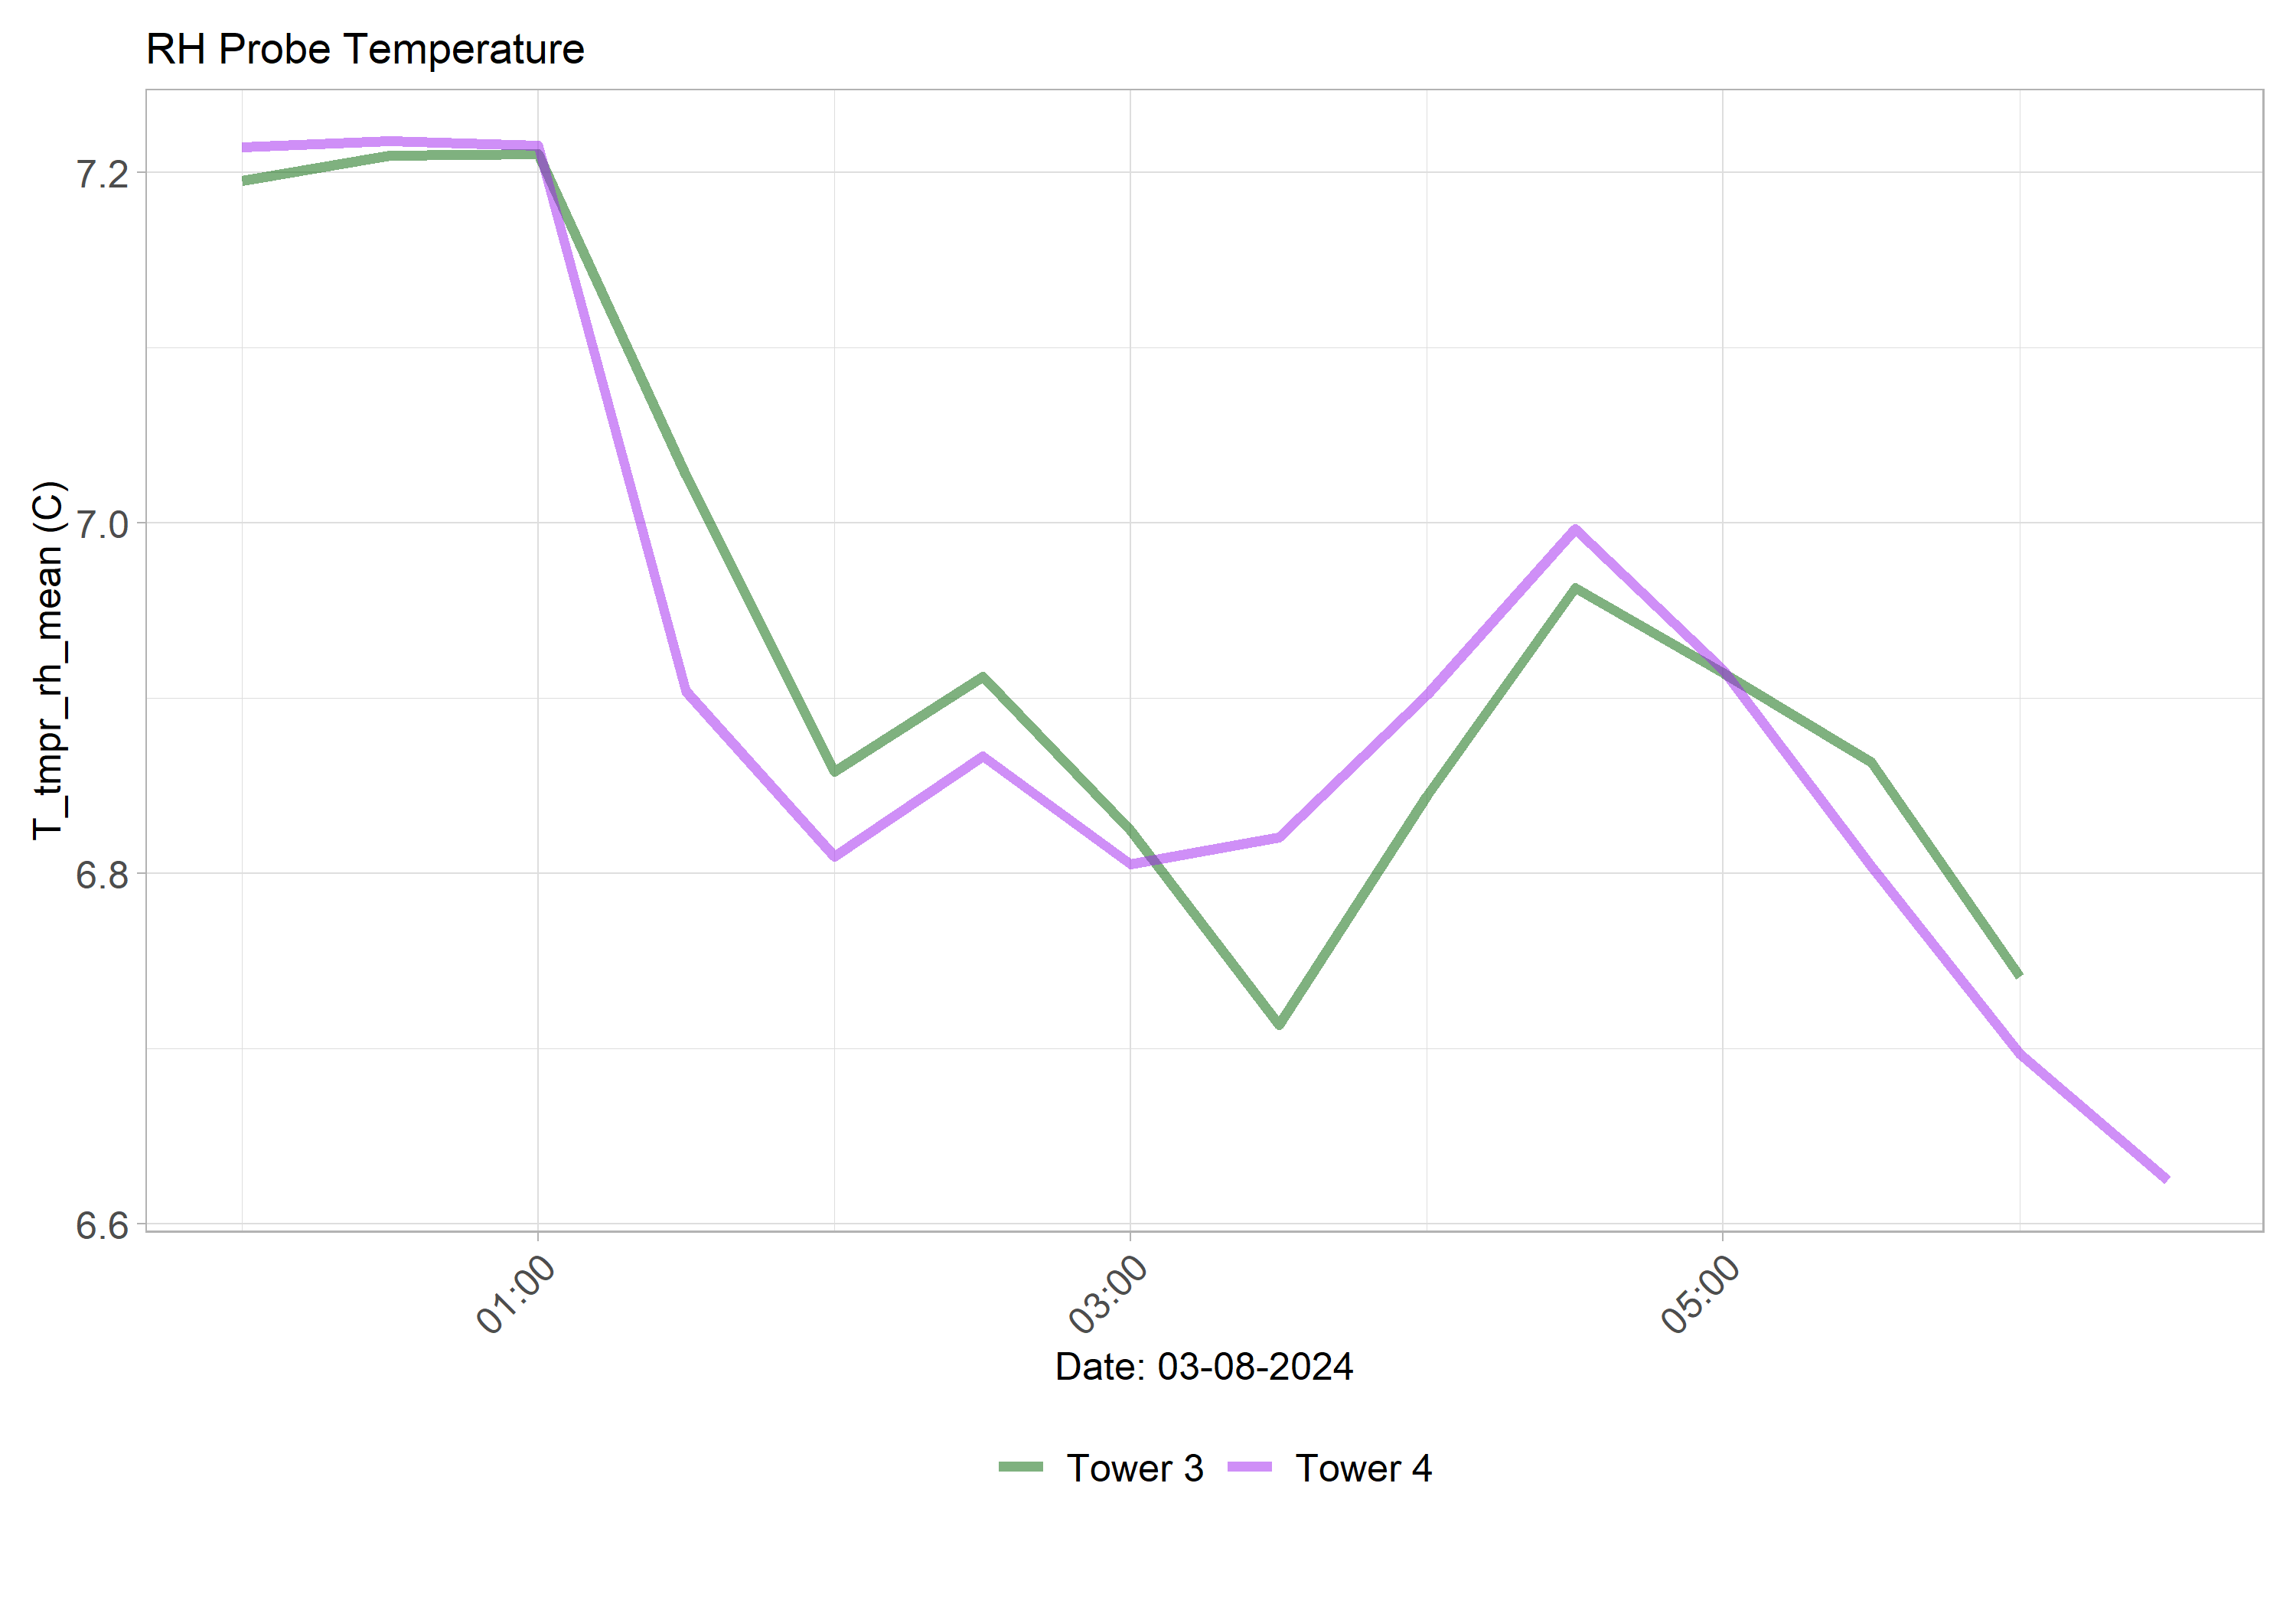 RH Probe Temperature
T_tmpr_rh_mean (C)
7.2
7.0
6.8
6.6
01:00
03:00
05:00
Date: 03-08-2024
Tower 3
Tower 4